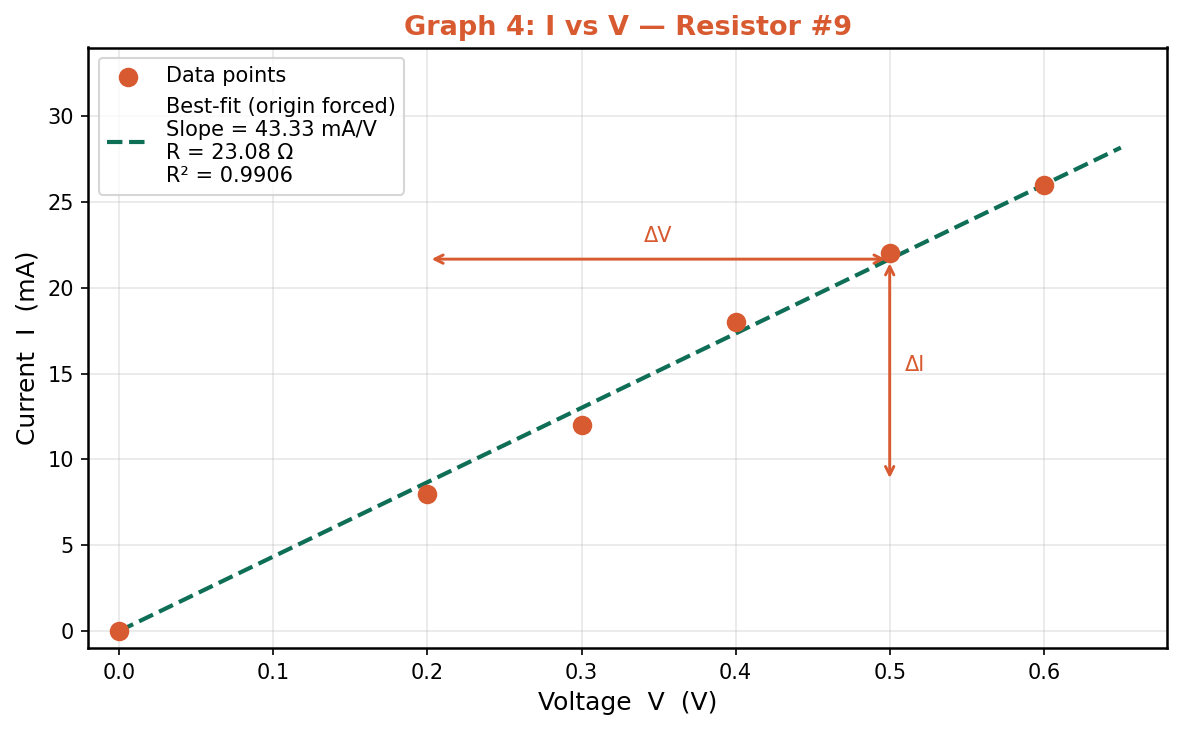 Graph 4: I vs V — Resistor #9
Data points
Best-fit (origin forced)
Slope = 43.33 mA/V
R = 23.08 Ω
R² = 0.9906
ΔV
ΔI
Current I (mA)
30
25
20
15
10
5
0
0.0 0.1 0.2 0.3 0.4 0.5 0.6
Voltage V (V)